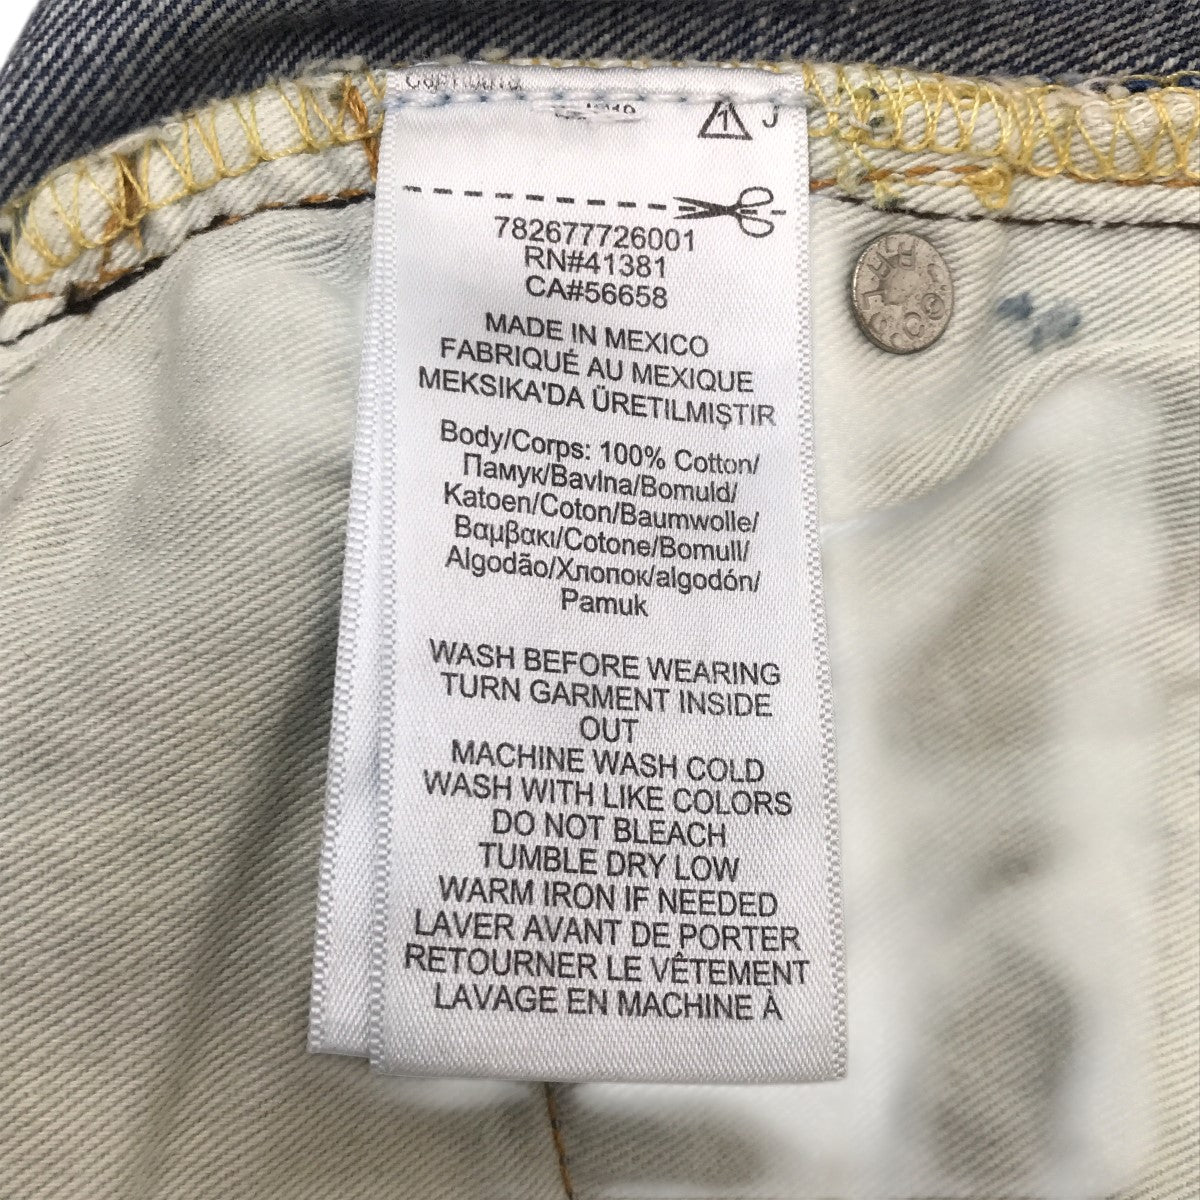 1 J
782677726001
RN#41381
CA#56658
MADE IN MEXICO
FABRIQUÉ AU MEXIQUE
MEKSIKA'DA ÜRETILMIŞTIR
Body/Corps: 100% Cotton/
Памук/Bavlna/Bomuld/
Katoen/Coton/Baumwolle/
Βαμβακι/Cotone/Bomull/
Algodão/Хлопок/algodón/
Pamuk
WASH BEFORE WEARING
TURN GARMENT INSIDE
OUT
MACHINE WASH COLD
WASH WITH LIKE COLORS
DO NOT BLEACH
TUMBLE DRY LOW
WARM IRON IF NEEDED
LAVER AVANT DE PORTER
RETOURNER LE VÊTEMENT
LAVAGE EN MACHINE À